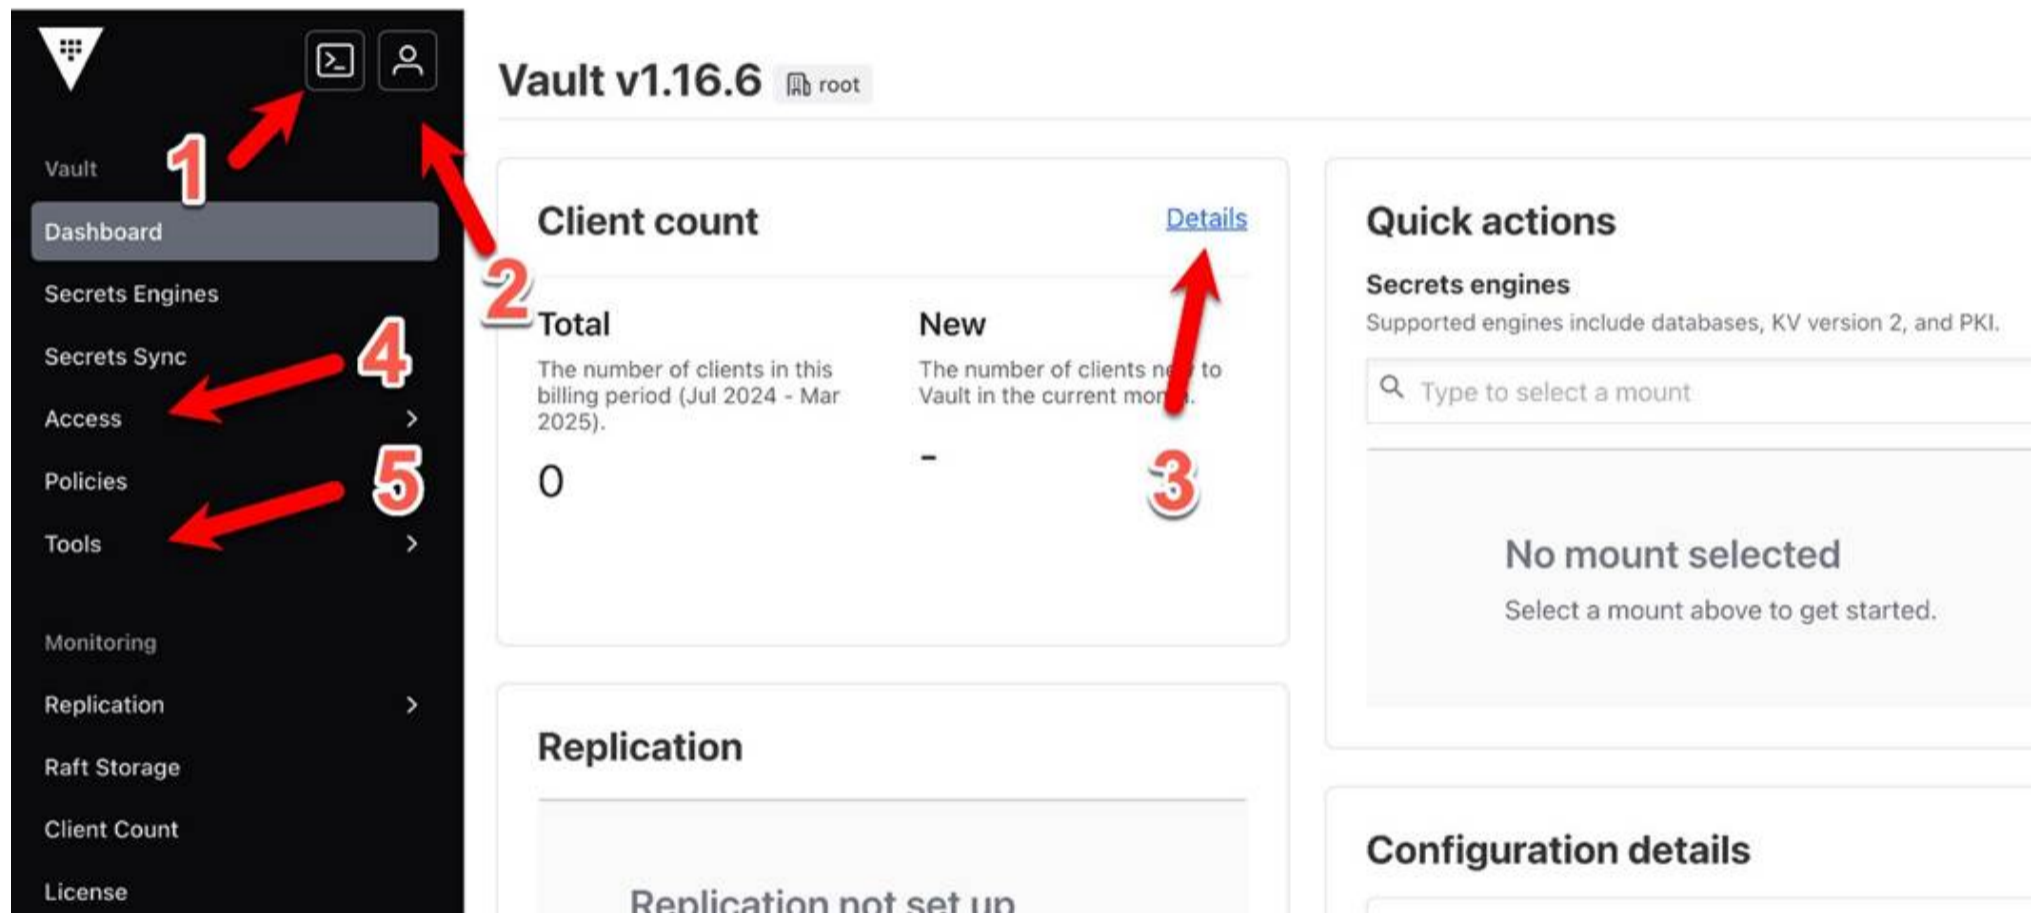 Vault v1.16.6 root
1
2
3
4
5
Vault
Dashboard
Secrets Engines
Secrets Sync
Access
Policies
Tools
Monitoring
Replication
Raft Storage
Client Count
License
Client count
Details
Total
The number of clients in this
billing period (Jul 2024 - Mar
2025).
0
New
The number of clients new to
Vault in the current month.
-
Replication
Replication not set up
Quick actions
Secrets engines
Supported engines include databases, KV version 2, and PKI.
Type to select a mount
No mount selected
Select a mount above to get started.
Configuration details